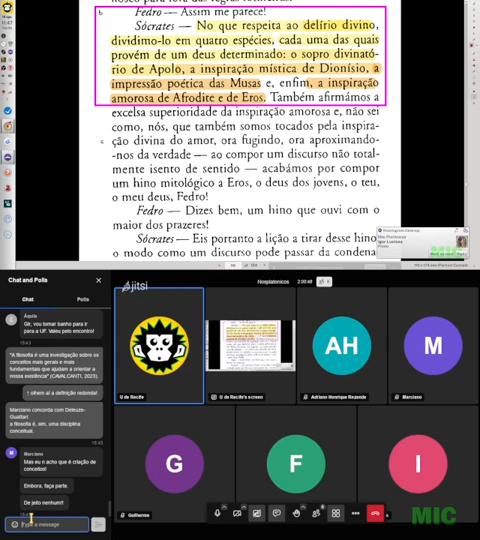 Fedro — Assim me parece!
b
Sócrates — No que respeita ao delírio divino,
dividimo-lo em quatro espécies, cada uma das quais
provém de um deus determinado: o sopro divinató-
rio de Apolo, a inspiração mística de Dionísio, a
impressão poética das Musas e, enfim, a inspiração
amorosa de Afrodite e de Eros. Também afirmámos a
excelsa superioridade da inspiração amorosa e, não sei
como, nós, que também somos tocados pela inspira-
c
ção divina do amor, ora fugindo, ora aproximando-
-nos da verdade — ao compor um discurso não total-
mente isento de sentido — acabámos por compor
um hino mitológico a Eros, o deus dos jovens, o teu,
o meu deus, Fedro!
Fedro — Dizes bem, um hino que ouvi com o
maior dos prazeres!
Sócrates — Eis portanto a lição a tirar desse hino
o modo como um discurso pode passar da condena
Chat and Polls
Chat
Polls
Áquila
Gir, vou tomar banho para ir
para a UF. Valeu pelo encontro!
15:43
"A filosofia é uma investigação sobre os
conceitos mais gerais e mais
fundamentais que ajudam a orientar a
nossa existência" (CAVALCANTI, 2023).
↑ olhem aí a definição redonda!
Marciano concorda com Deleuze-
Guattari
a filosofia é, sim, uma disciplina
conceitual.
15:45
Marciano
Mas eu n acho que é criação de
conceitos!
Embora, faça parte.
De jeito nenhum!!
Type a message
jitsi
Neoplatonicos
U de Recife
U de Recife's screen
AH
Adriano Henrique Rezende
M
Marciano
G
Guilherme
F
I
MIC